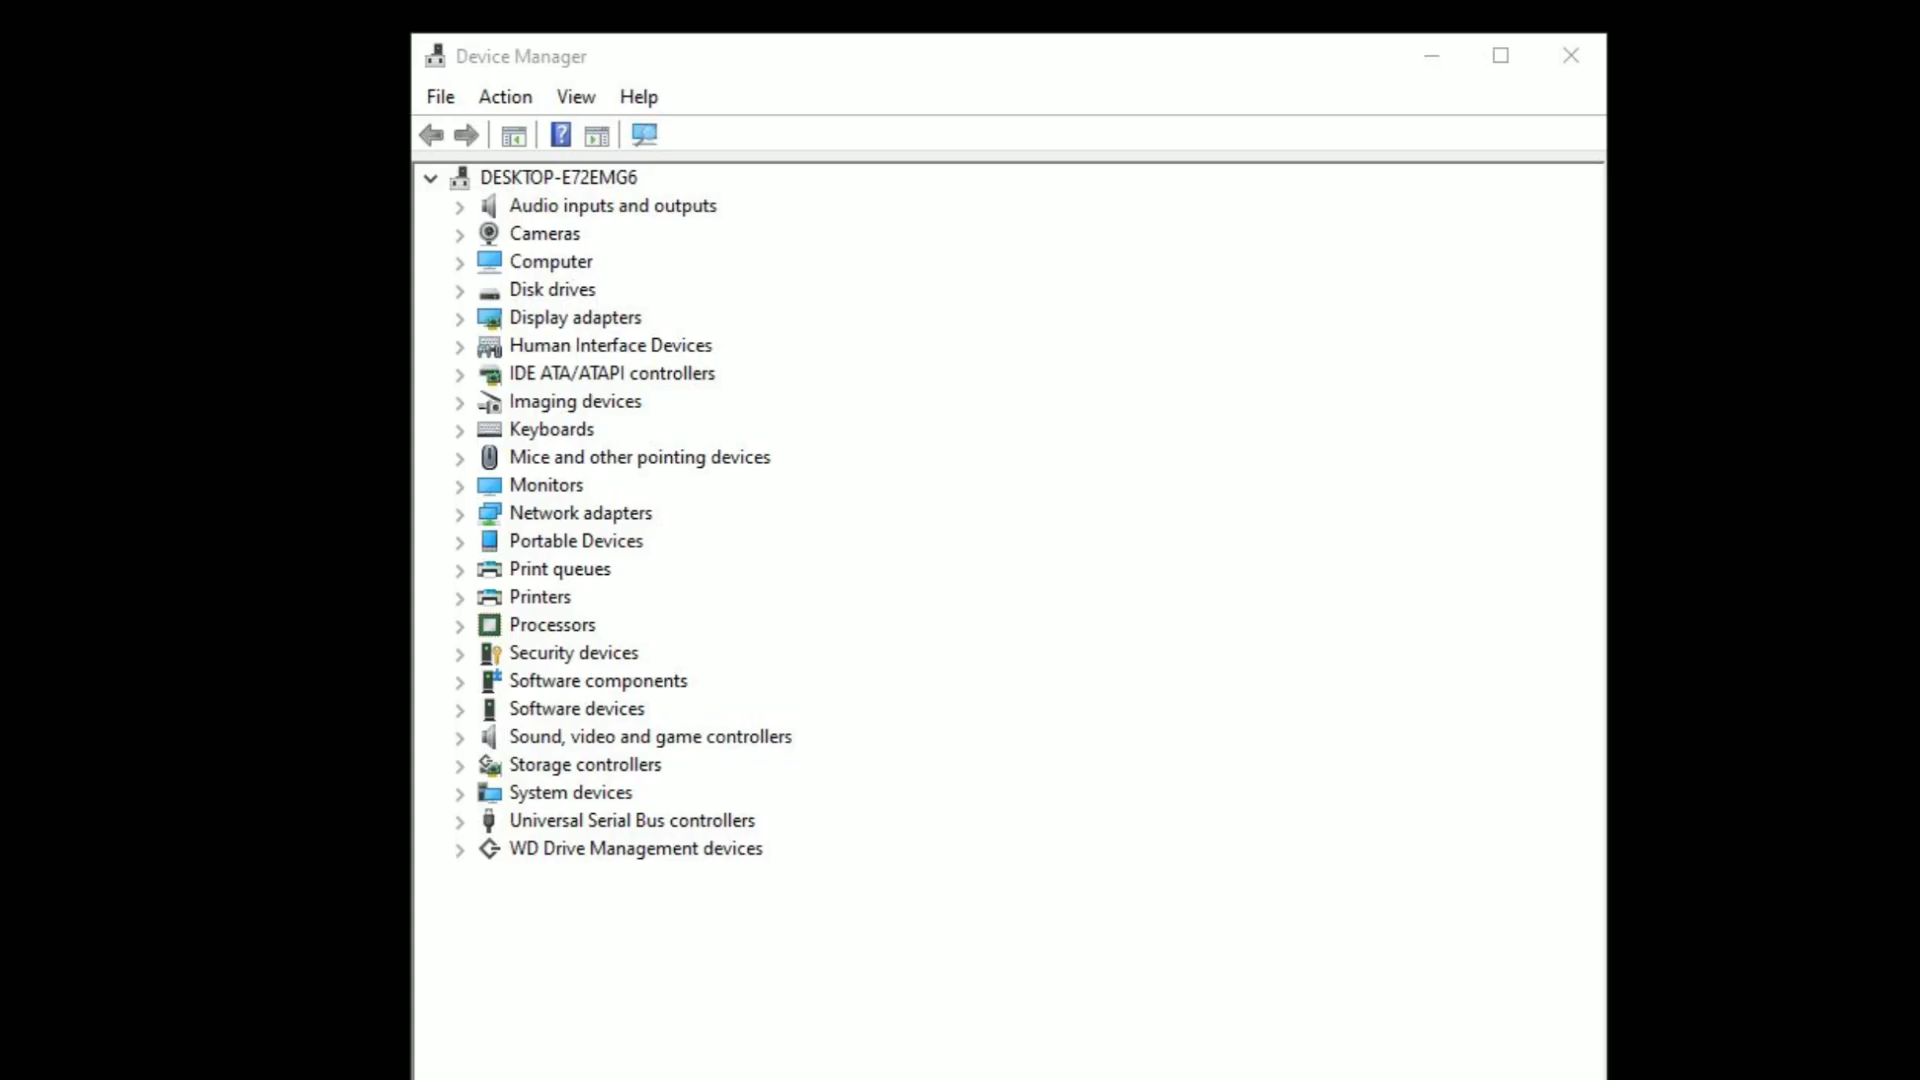 Device Manager
File Action View Help
DESKTOP-E72EMG6
Audio inputs and outputs
Cameras
Computer
Disk drives
Display adapters
Human Interface Devices
IDE ATA/ATAPI controllers
Imaging devices
Keyboards
Mice and other pointing devices
Monitors
Network adapters
Portable Devices
Print queues
Printers
Processors
Security devices
Software components
Software devices
Sound, video and game controllers
Storage controllers
System devices
Universal Serial Bus controllers
WD Drive Management devices